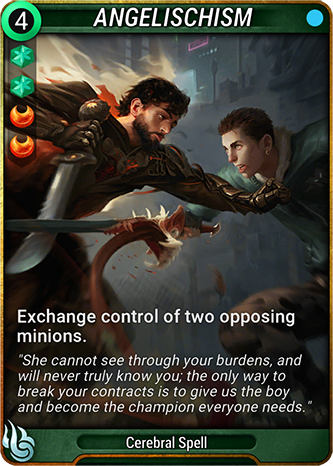 4
ANGELISCHISM
Exchange control of two opposing
minions.
"She cannot see through your burdens, and
will never truly know you; the only way to
break your contracts is to give us the boy
and become the champion everyone needs."
Cerebral Spell